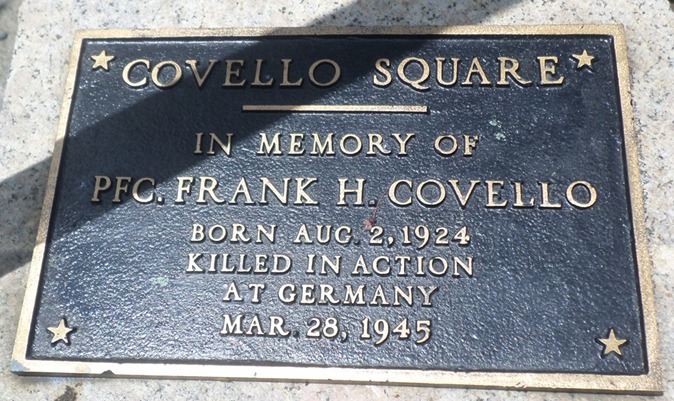 COVELLO SQUARE
IN MEMORY OF
PFC. FRANK H. COVELLO
BORN AUG. 2, 1924
KILLED IN ACTION
AT GERMANY
MAR. 28, 1945